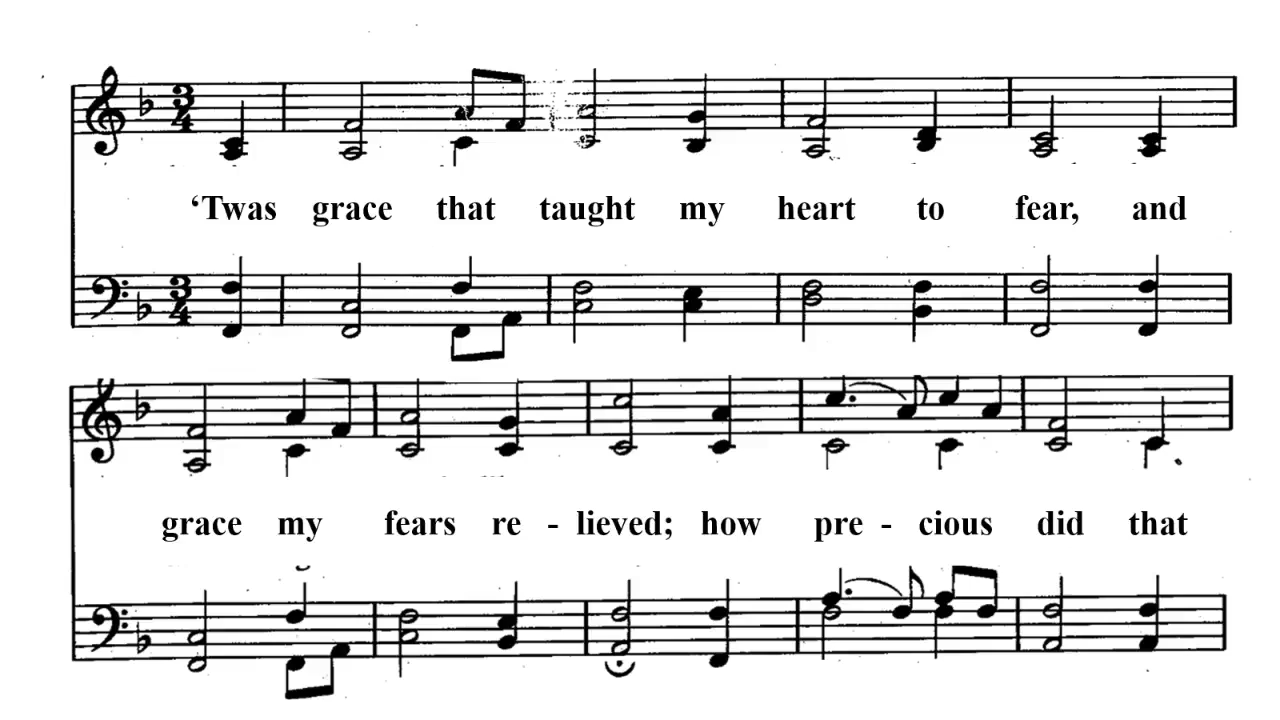 ‘Twas grace that taught my heart to fear, and
grace my fears re - lieved; how pre - cious did that